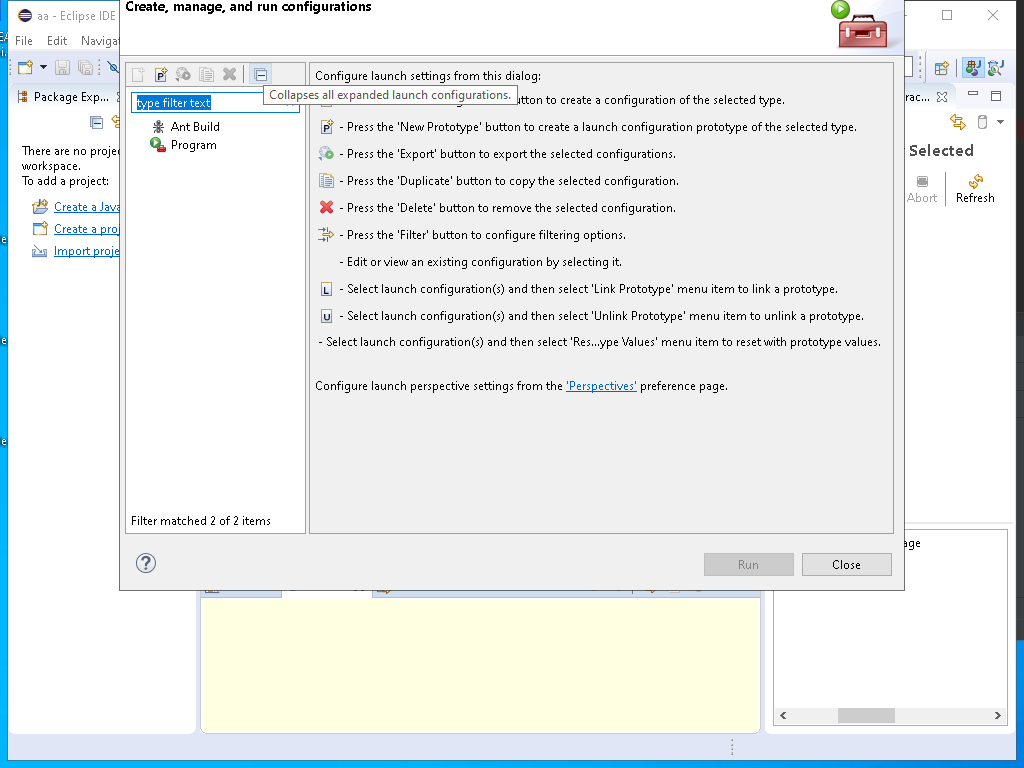 aa - Eclipse IDE
Create, manage, and run configurations
File Edit Navigat
Configure launch settings from this dialog:
Collapses all expanded launch configurations.
type filter text
Ant Build
Program
Filter matched 2 of 2 items
utton to create a configuration of the selected type.
- Press the 'New Prototype' button to create a launch configuration prototype of the selected type.
- Press the 'Export' button to export the selected configurations.
- Press the 'Duplicate' button to copy the selected configuration.
- Press the 'Delete' button to remove the selected configuration.
- Press the 'Filter' button to configure filtering options.
- Edit or view an existing configuration by selecting it.
L - Select launch configuration(s) and then select 'Link Prototype' menu item to link a prototype.
U - Select launch configuration(s) and then select 'Unlink Prototype' menu item to unlink a prototype.
- Select launch configuration(s) and then select 'Res...ype Values' menu item to reset with prototype values.
Configure launch perspective settings from the 'Perspectives' preference page.
Run
Close
Package Exp...
There are no projec
workspace.
To add a project:
Create a Java
Create a proj
Import proje
rac...
Selected
Abort
Refresh
age